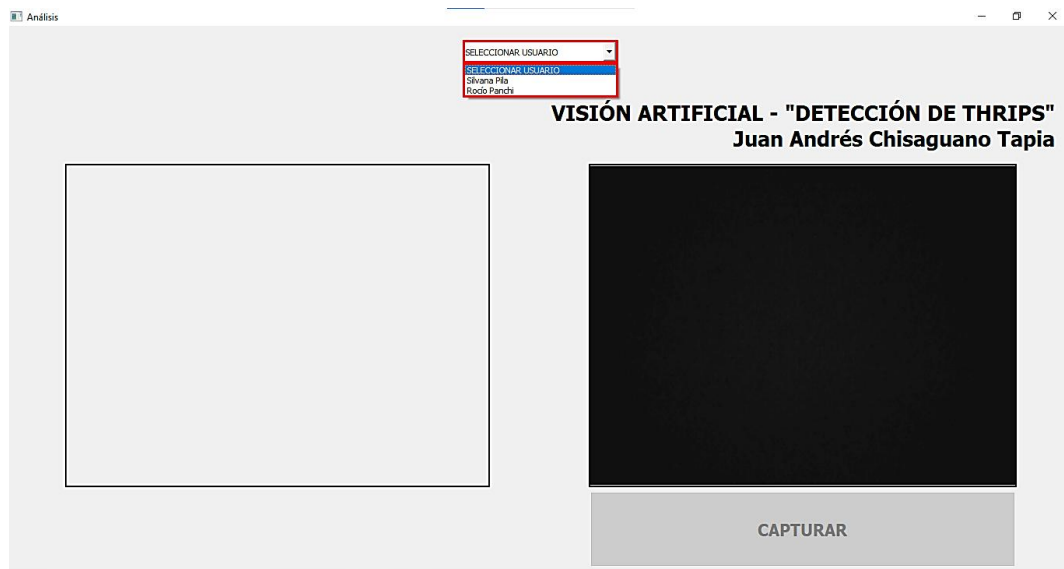 Análisis
SELECCIONAR USUARIO
SELECCIONAR USUARIO
Silvana Pila
Rocío Panchi
VISIÓN ARTIFICIAL - "DETECCIÓN DE THRIPS"
Juan Andrés Chisaguano Tapia
CAPTURAR